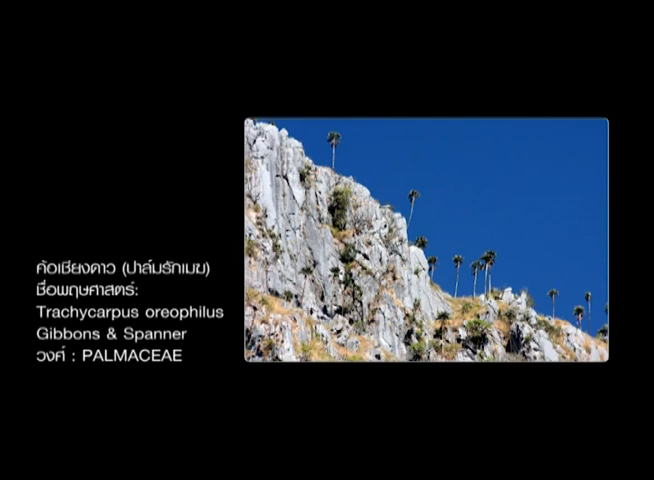 ค้อเชียงดาว (ปาล์มรักเมฆ)
ชื่อพฤษศาสตร์:
Trachycarpus oreophilus
Gibbons & Spanner
วงศ์ : PALMACEAE